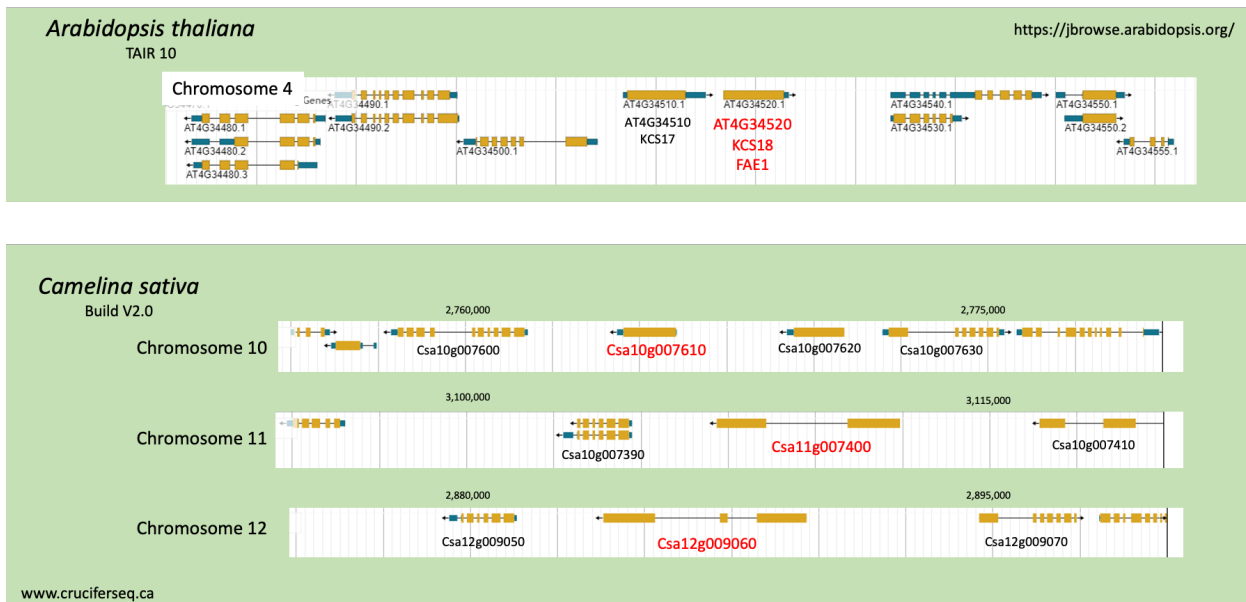 Arabidopsis thaliana
https://jbrowse.arabidopsis.org/
TAIR 10
Chromosome 4
Genes
AT4G34490.1
AT4G34510.1
AT4G34520.1
AT4G34540.1
AT4G34550.1
AT4G34480.1
AT4G34490.2
AT4G34510
AT4G34520
AT4G34530.1
AT4G34550.2
KCS17
KCS18
AT4G34480.2
AT4G34500.1
AT4G34555.1
FAE1
AT4G34480.3
Camelina sativa
Build V2.0
2,760,000
2,775,000
Chromosome 10
Csa10g007600
Csa10g007610
Csa10g007620
Csa10g007630
3,100,000
3,115,000
Chromosome 11
Csa10g007390
Csa11g007400
Csa10g007410
2,880,000
2,895,000
Chromosome 12
Csa12g009050
Csa12g009060
Csa12g009070
www.cruciferseq.ca